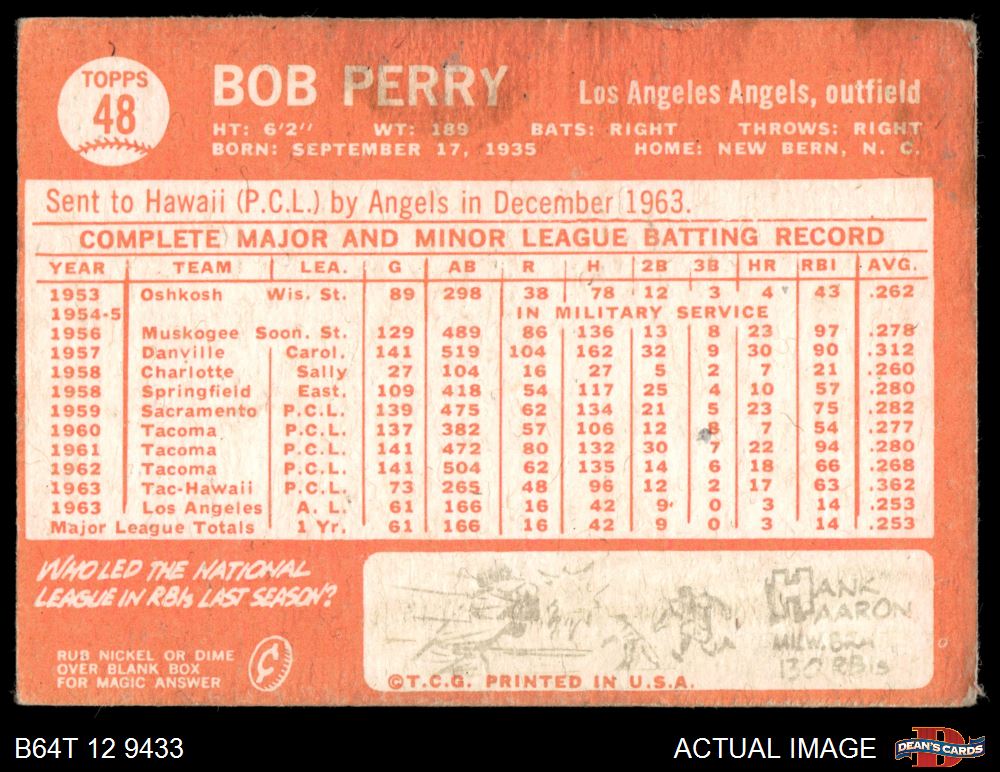 TOPPS
48
BOB PERRY
Los Angeles Angels, outfield
HT: 6'2" WT: 189 BATS: RIGHT THROWS: RIGHT
BORN: SEPTEMBER 17, 1935 HOME: NEW BERN, N. C.
Sent to Hawaii (P.C.L.) by Angels in December 1963.
COMPLETE MAJOR AND MINOR LEAGUE BATTING RECORD
YEAR TEAM LEA. G AB R H 2B 3B HR RBI AVG.
1953 Oshkosh Wis. St. 89 298 38 78 12 3 4 43 .262
1954-5 IN MILITARY SERVICE
1956 Muskogee Soon. St. 129 489 86 136 13 8 23 97 .278
1957 Danville Carol. 141 519 104 162 32 9 30 90 .312
1958 Charlotte Sally 27 104 16 27 5 2 7 21 .260
1958 Springfield East. 109 418 54 117 25 4 10 57 .280
1959 Sacramento P.C.L. 139 475 62 134 21 5 23 75 .282
1960 Tacoma P.C.L. 137 382 57 106 12 8 7 54 .277
1961 Tacoma P.C.L. 141 472 80 132 30 7 22 94 .280
1962 Tacoma P.C.L. 141 504 62 135 14 6 18 66 .268
1963 Tac-Hawaii P.C.L. 73 265 48 96 12 2 17 63 .362
1963 Los Angeles A. L. 61 166 16 42 9 0 3 14 .253
Major League Totals 1 Yr. 61 166 16 42 9 0 3 14 .253
WHO LED THE NATIONAL
LEAGUE IN RBIs LAST SEASON?
RUB NICKEL OR DIME
OVER BLANK BOX
FOR MAGIC ANSWER
HANK
AARON
MILW. BRA
130 RBIs
©T.C.G. PRINTED IN U.S.A.
B64T 12 9433
ACTUAL IMAGE
DEAN'S CARDS